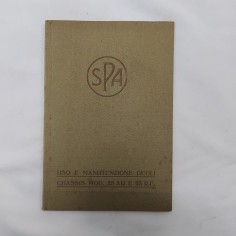 SPA
USO E MANUTENZIONE DEGLI
CHASSIS MOD.